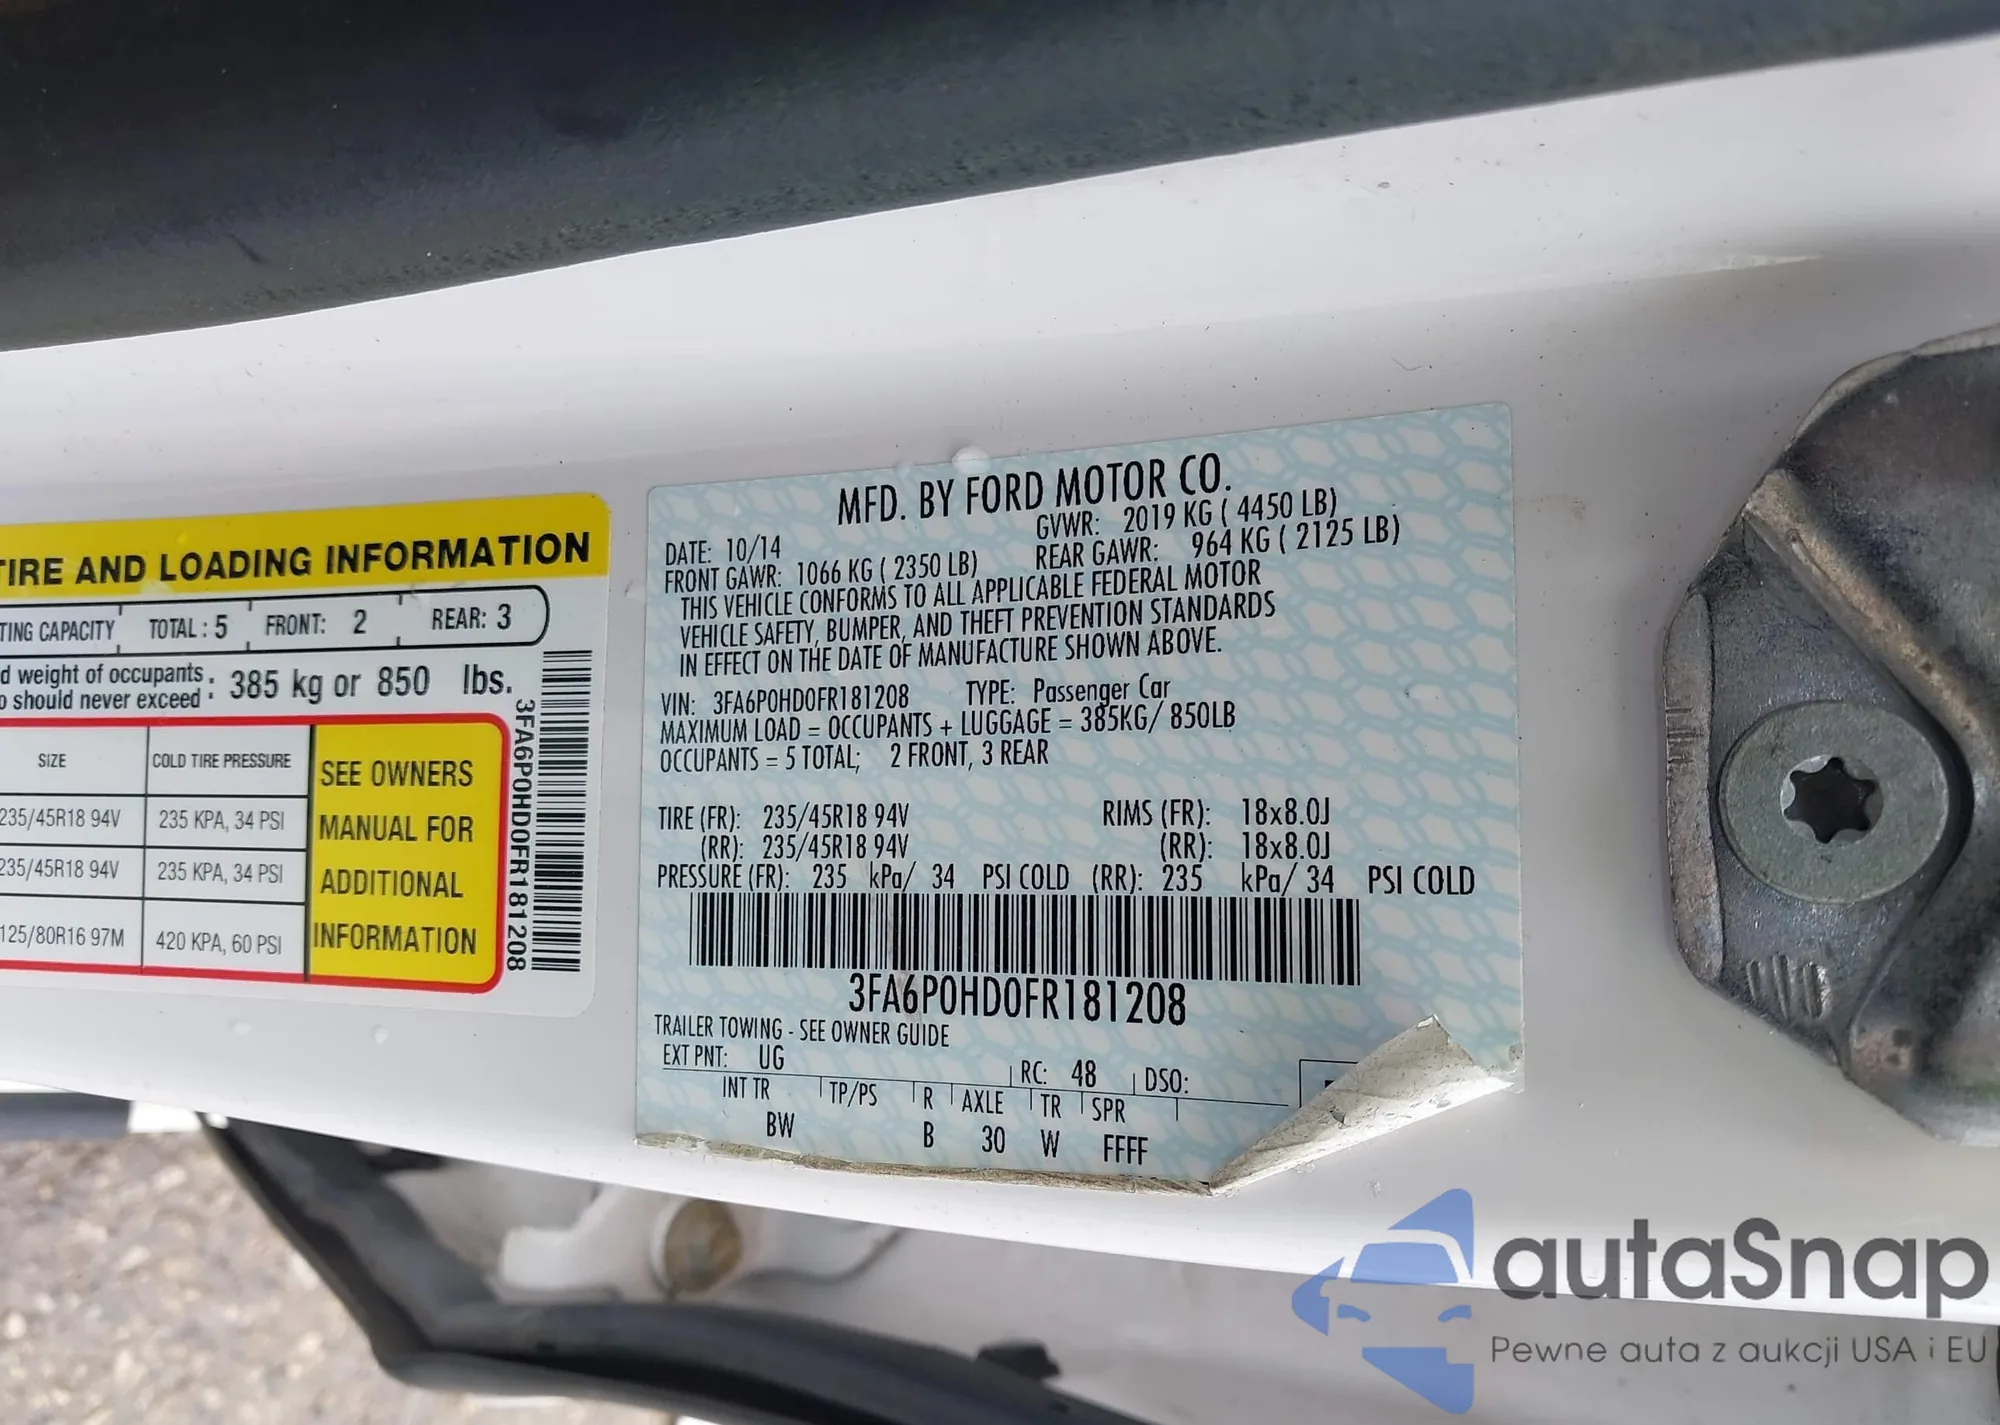 TIRE AND LOADING INFORMATION
TING CAPACITY TOTAL : 5 FRONT: 2 REAR: 3
d weight of occupants
o should never exceed : 385 kg or 850 lbs.
SIZE COLD TIRE PRESSURE
235/45R18 94V 235 KPA, 34 PSI
235/45R18 94V 235 KPA, 34 PSI
125/80R16 97M 420 KPA, 60 PSI
SEE OWNERS
MANUAL FOR
ADDITIONAL
INFORMATION
3FA6P0HD0FR181208
MFD. BY FORD MOTOR CO.
DATE: 10/14 GVWR: 2019 KG ( 4450 LB)
FRONT GAWR: 1066 KG ( 2350 LB) REAR GAWR: 964 KG ( 2125 LB)
THIS VEHICLE CONFORMS TO ALL APPLICABLE FEDERAL MOTOR
VEHICLE SAFETY, BUMPER, AND THEFT PREVENTION STANDARDS
IN EFFECT ON THE DATE OF MANUFACTURE SHOWN ABOVE.
VIN: 3FA6P0HD0FR181208 TYPE: Passenger Car
MAXIMUM LOAD = OCCUPANTS + LUGGAGE = 385KG/ 850LB
OCCUPANTS = 5 TOTAL; 2 FRONT, 3 REAR
TIRE (FR): 235/45R18 94V RIMS (FR): 18x8.0J
(RR): 235/45R18 94V (RR): 18x8.0J
PRESSURE (FR): 235 kPa/ 34 PSI COLD (RR): 235 kPa/ 34 PSI COLD
3FA6P0HD0FR181208
TRAILER TOWING - SEE OWNER GUIDE
EXT PNT: UG RC: 48 DSO:
INT TR TP/PS R AXLE TR SPR
BW B 30 W FFFF
autaSnap
Pewne auta z aukcji USA i EU